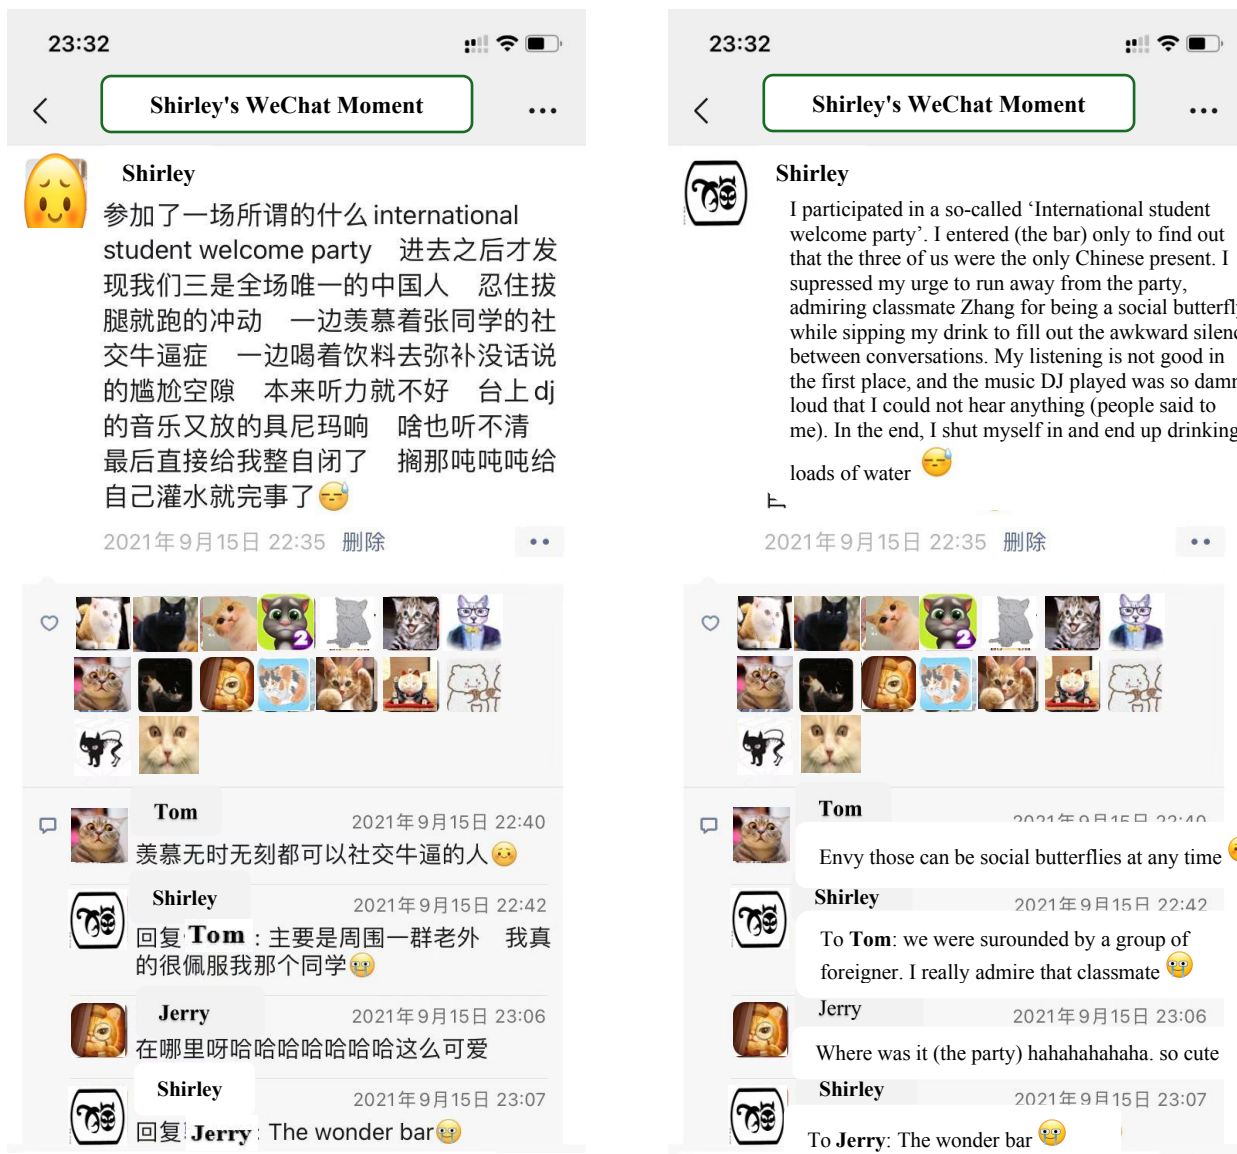 23:32
Shirley's WeChat Moment
Shirley
参加了一场所谓的什么international
student welcome party 进去之后才发
现我们三是全场唯一的中国人 忍住拔
腿就跑的冲动 一边羡慕着张同学的社
交牛逼症 一边喝着饮料去弥补没话说
的尴尬空隙 本来听力就不好 台上dj
的音乐又放的具尼玛响 啥也听不清
最后直接给我整自闭了 搁那吨吨吨给
自己灌水就完事了😅
2021年9月15日 22:35 删除
2
Tom
2021年9月15日 22:40
羡慕无时无刻都可以社交牛逼的人🥺
Shirley
2021年9月15日 22:42
回复 Tom : 主要是周围一群老外 我真
的很佩服我那个同学😭
Jerry
2021年9月15日 23:06
在哪里呀哈哈哈哈哈哈哈这么可爱
Shirley
2021年9月15日 23:07
回复 Jerry : The wonder bar😭
23:32
Shirley's WeChat Moment
Shirley
I participated in a so-called ‘International student
welcome party’. I entered (the bar) only to find out
that the three of us were the only Chinese present. I
supressed my urge to run away from the party,
admiring classmate Zhang for being a social butterfly
while sipping my drink to fill out the awkward silenc
between conversations. My listening is not good in
the first place, and the music DJ played was so damn
loud that I could not hear anything (people said to
me). In the end, I shut myself in and end up drinking
loads of water 😅
2021年9月15日 22:35 删除
2
Tom
2021年9月15日 22:40
Envy those can be social butterflies at any time
Shirley
2021年9月15日 22:42
To Tom: we were surounded by a group of
foreigner. I really admire that classmate 😭
Jerry
2021年9月15日 23:06
Where was it (the party) hahahahahaha. so cute
Shirley
2021年9月15日 23:07
To Jerry: The wonder bar 😭